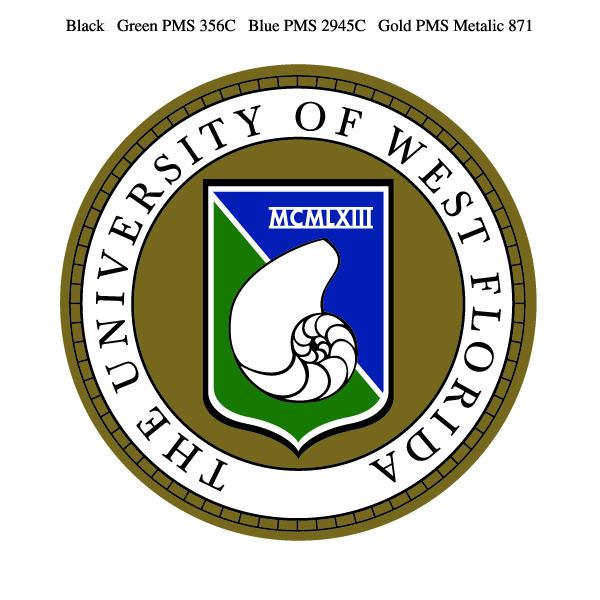 Black Green PMS 356C Blue PMS 2945C Gold PMS Metalic 871
THE UNIVERSITY OF WEST FLORIDA
MCMLXIII